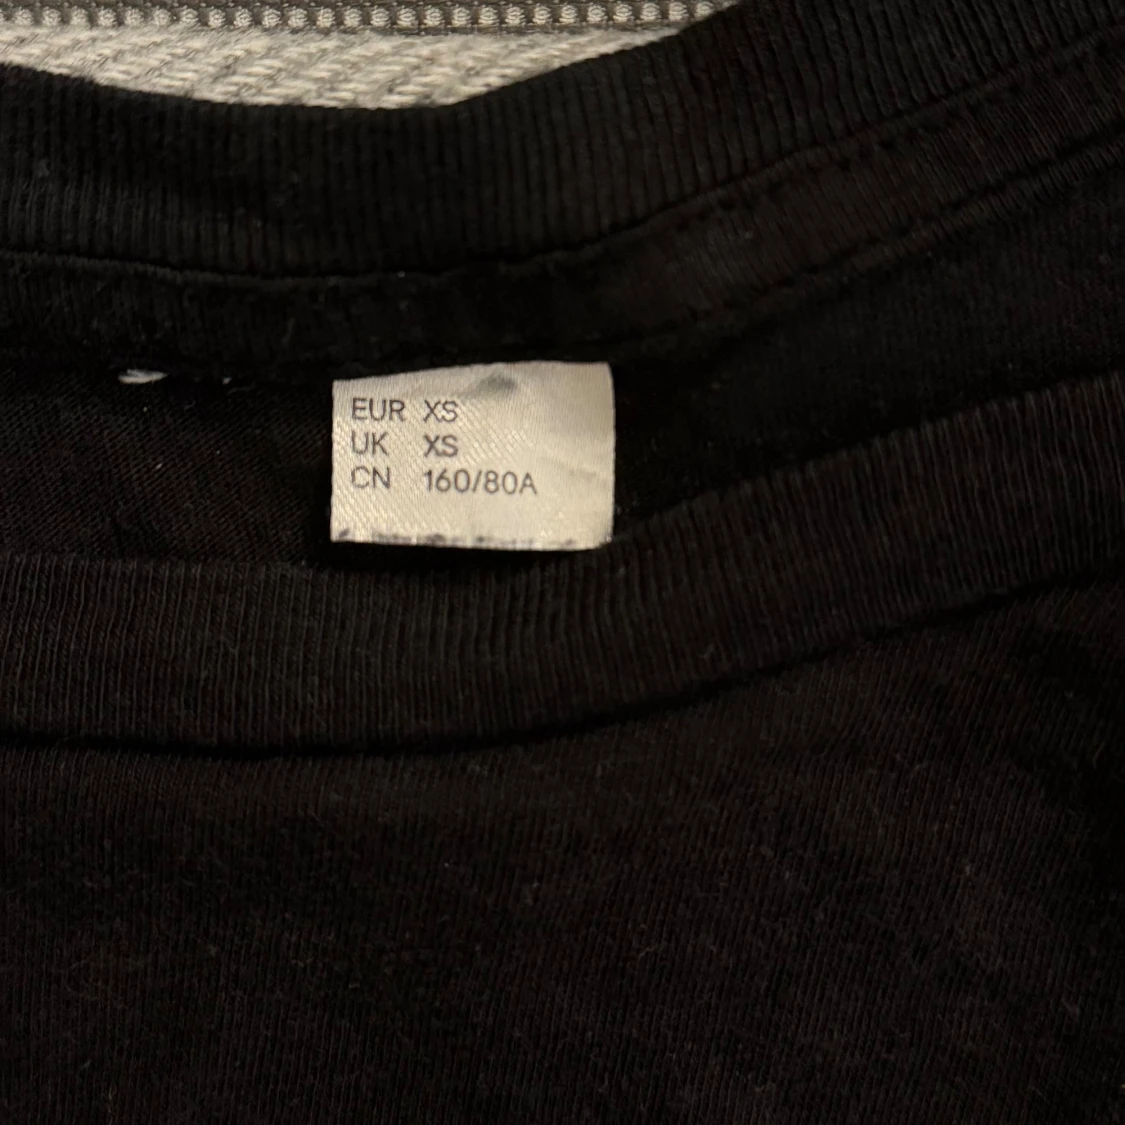 EUR XS
UK XS
CN 160/80A